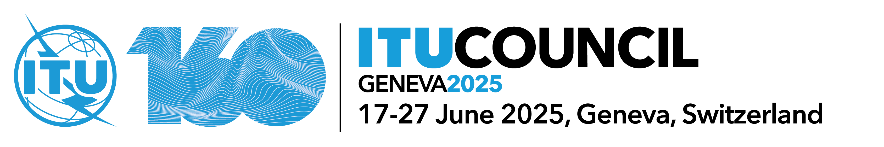 ITU
160
ITUCOUNCIL
GENEVA2025
17-27 June 2025, Geneva, Switzerland